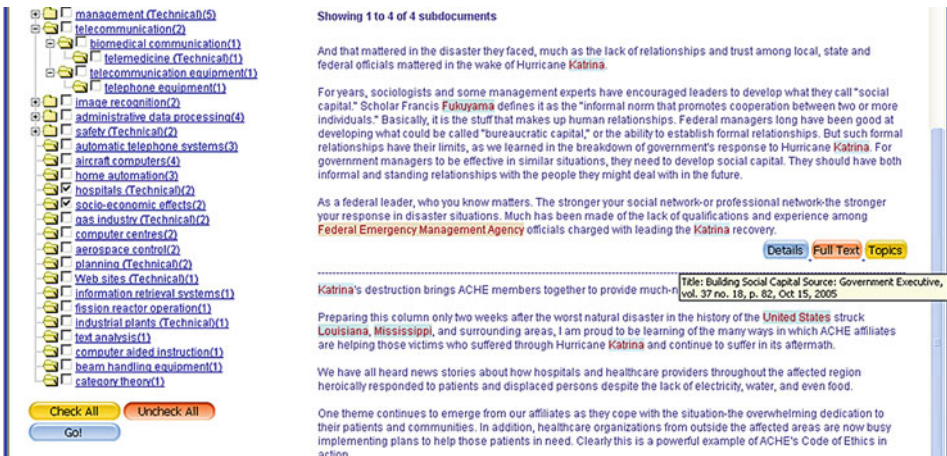 management (Technical)(5)
telecommunication(2)
biomedical communication(1)
telemedicine (Technical)(1)
telecommunication equipment(1)
telephone equipment(1)
image recognition(2)
administrative data processing(4)
safety (Technical)(2)
automatic telephone systems(3)
aircraft computers(4)
home automation(3)
hospitals (Technical)(2)
socio-economic effects(2)
gas industry (Technical)(2)
computer centres(2)
aerospace control(2)
planning (Technical)(2)
Web sites (Technical)(1)
information retrieval systems(1)
fission reactor operation(1)
industrial plants (Technical)(1)
text analysis(1)
computer aided instruction(1)
beam handling equipment(1)
category theory(1)
Check All Uncheck All
Go!
Showing 1 to 4 of 4 subdocuments
And that mattered in the disaster they faced, much as the lack of relationships and trust among local, state and
federal officials mattered in the wake of Hurricane Katrina.
For years, sociologists and some management experts have encouraged leaders to develop what they call "social
capital." Scholar Francis Fukuyama defines it as the "informal norm that promotes cooperation between two or more
individuals." Basically, it is the stuff that makes up human relationships. Federal managers long have been good at
developing what could be called "bureaucratic capital," or the ability to establish formal relationships. But such formal
relationships have their limits, as we learned in the breakdown of government's response to Hurricane Katrina. For
government managers to be effective in similar situations, they need to develop social capital. They should have both
informal and standing relationships with the people they might deal with in the future.
As a federal leader, who you know matters. The stronger your social network-or professional network-the stronger
your response in disaster situations. Much has been made of the lack of qualifications and experience among
Federal Emergency Management Agency officials charged with leading the Katrina recovery.
Details Full Text Topics
Title: Building Social Capital Source: Government Executive,
vol. 37 no. 18, p. 82, Oct 15, 2005
Katrina's destruction brings ACHE members together to provide much-n
Preparing this column only two weeks after the worst natural disaster in the history of the United States struck
Louisiana, Mississippi, and surrounding areas, I am proud to be learning of the many ways in which ACHE affiliates
are helping those victims who suffered through Hurricane Katrina and continue to suffer in its aftermath.
We have all heard news stories about how hospitals and healthcare providers throughout the affected region
heroically responded to patients and displaced persons despite the lack of electricity, water, and even food.
One theme continues to emerge from our affiliates as they cope with the situation-the overwhelming dedication to
their patients and communities. In addition, healthcare organizations from outside the affected areas are now busy
implementing plans to help those patients in need. Clearly this is a powerful example of ACHE's Code of Ethics in
action